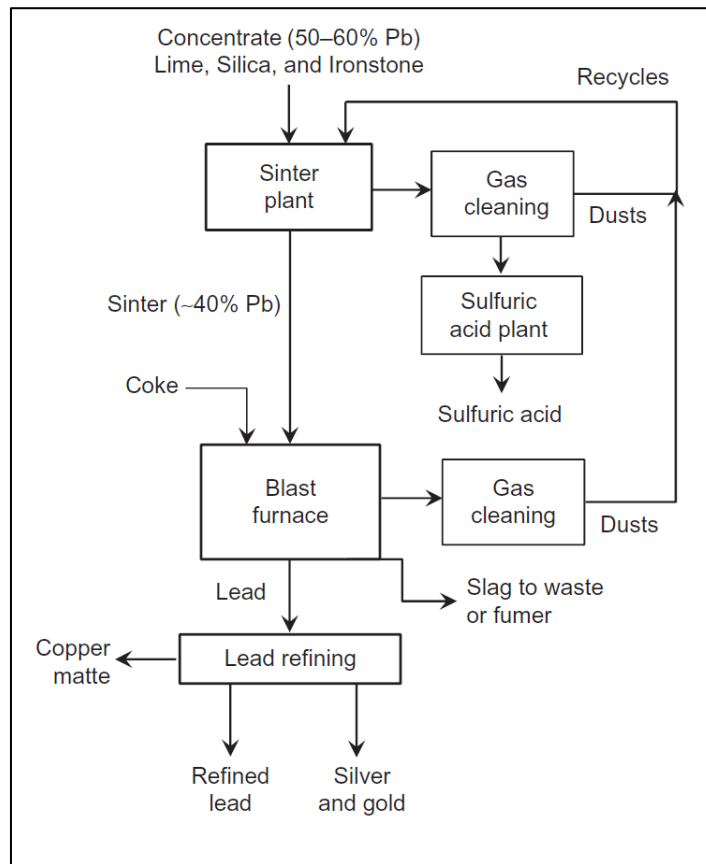 Concentrate (50–60% Pb)
Lime, Silica, and Ironstone
Recycles
Sinter
plant
Gas
cleaning
Dusts
Sulfuric
acid plant
Sinter (~40% Pb)
Coke
Sulfuric acid
Blast
furnace
Gas
cleaning
Dusts
Lead
Slag to waste
or fumer
Copper
matte
Lead refining
Refined
lead
Silver
and gold